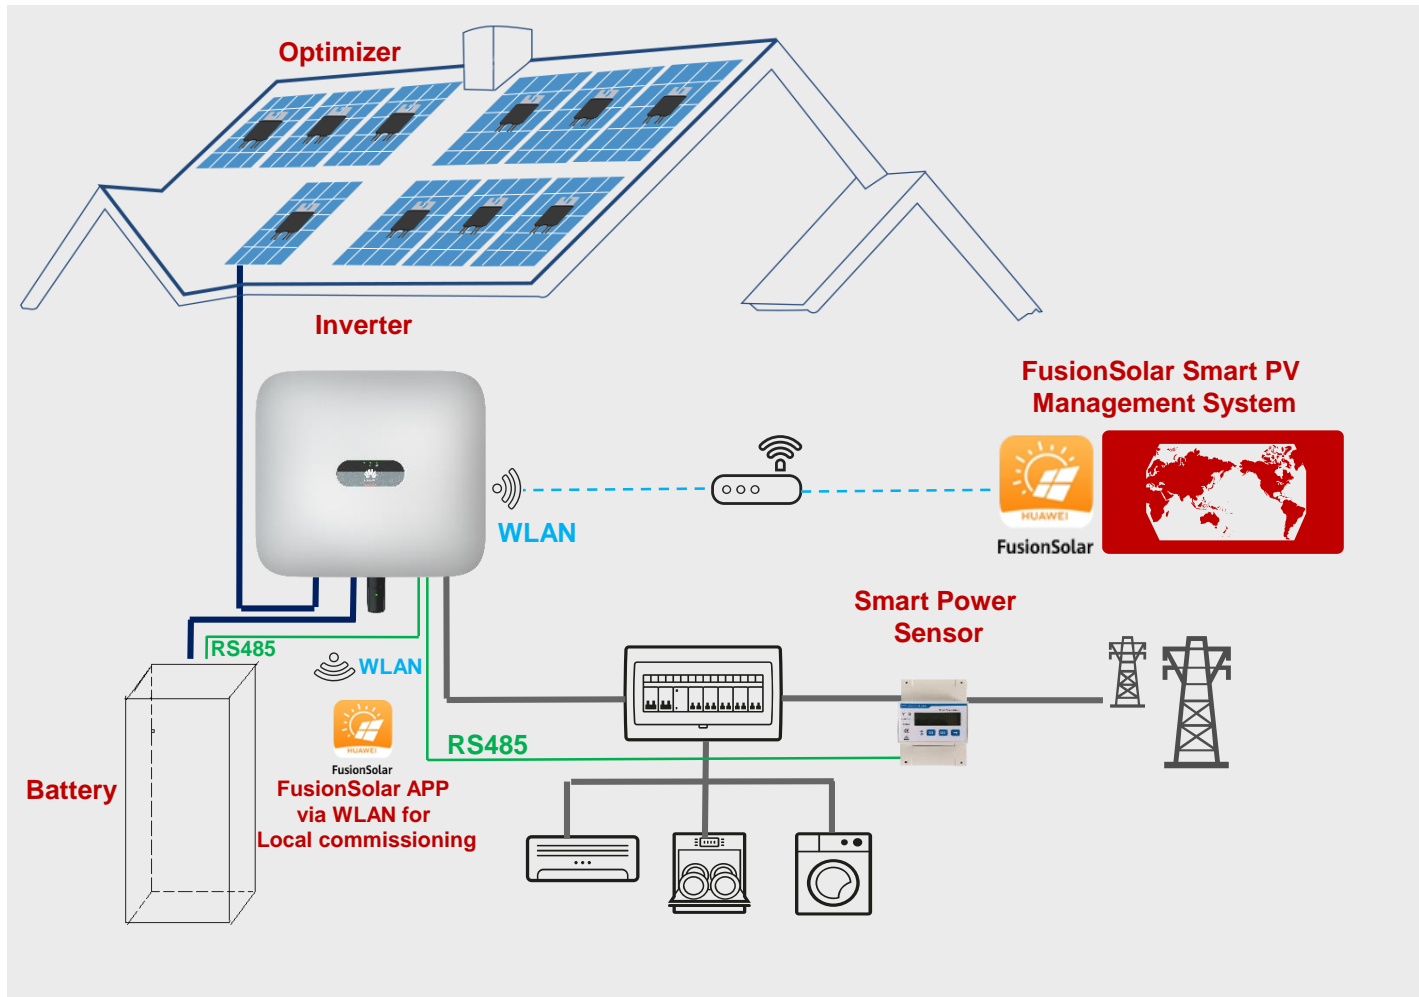 Optimizer
Inverter
FusionSolar Smart PV
Management System
HUAWEI
FusionSolar
WLAN
Smart Power
Sensor
RS485
WLAN
HUAWEI
FusionSolar
RS485
Battery
FusionSolar APP
via WLAN for
Local commissioning